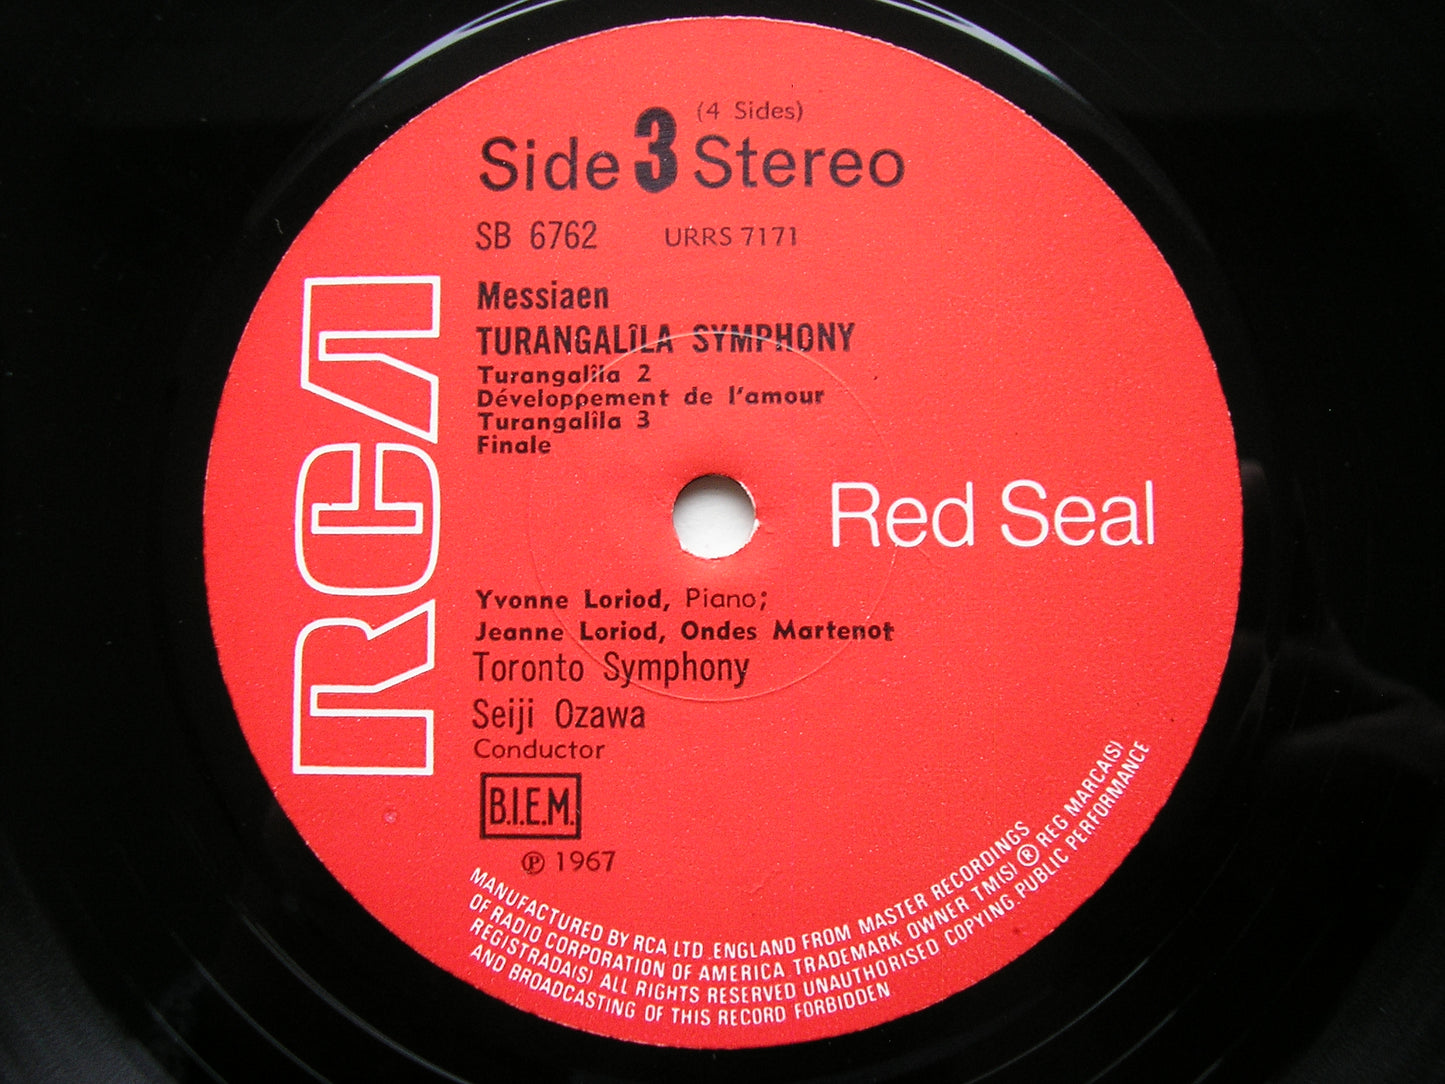 (4 Sides)
Side 3 Stereo
SB 6762 URRS 7171
Messiaen
TURANGALîLA SYMPHONY
Turangalîla 2
Développement de l'amour
Turangalîla 3
Finale
RCA
Red Seal
Yvonne Loriod, Piano;
Jeanne Loriod, Ondes Martenot
Toronto Symphony
Seiji Ozawa
Conductor
B.I.E.M.
℗ 1967
MANUFACTURED BY RCA LTD. ENGLAND FROM MASTER RECORDINGS
OF RADIO CORPORATION OF AMERICA. TRADEMARK OWNER TM(S) ® REG MARCA(S)
REGISTRADA(S) ALL RIGHTS RESERVED UNAUTHORISED COPYING, PUBLIC PERFORMANCE
AND BROADCASTING OF THIS RECORD FORBIDDEN